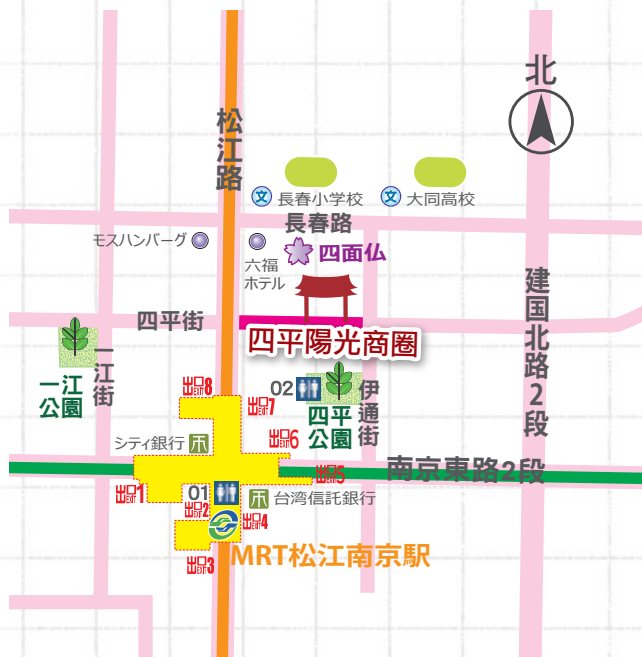 北
松江路
文
長春小学校
文
大同高校
長春路
モスハンバーグ
六福
ホテル
四面仏
建国北路2段
四平街
四平陽光商圏
一江街
一江
公園
出口8
出口7
02
四平
公園
伊通街
出口6
シティ銀行
出口5
南京東路2段
出口1
01
台湾信託銀行
出口2
出口4
MRT松江南京駅
出口3